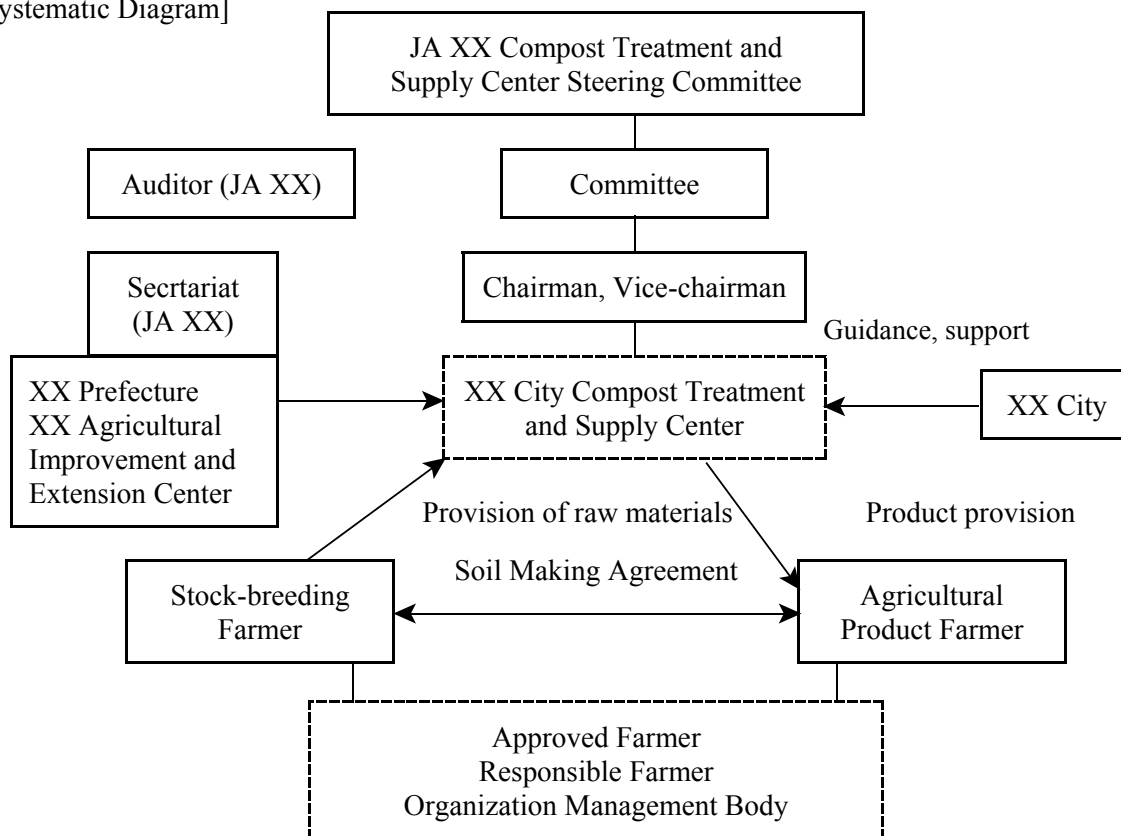 ystematic Diagram]
JA XX Compost Treatment and
Supply Center Steering Committee
Auditor (JA XX)
Committee
Secrtariat
(JA XX)
Chairman, Vice-chairman
Guidance, support
XX Prefecture
XX Agricultural
Improvement and
Extension Center
XX City Compost Treatment
and Supply Center
XX City
Provision of raw materials
Product provision
Soil Making Agreement
Stock-breeding
Farmer
Agricultural
Product Farmer
Approved Farmer
Responsible Farmer
Organization Management Body